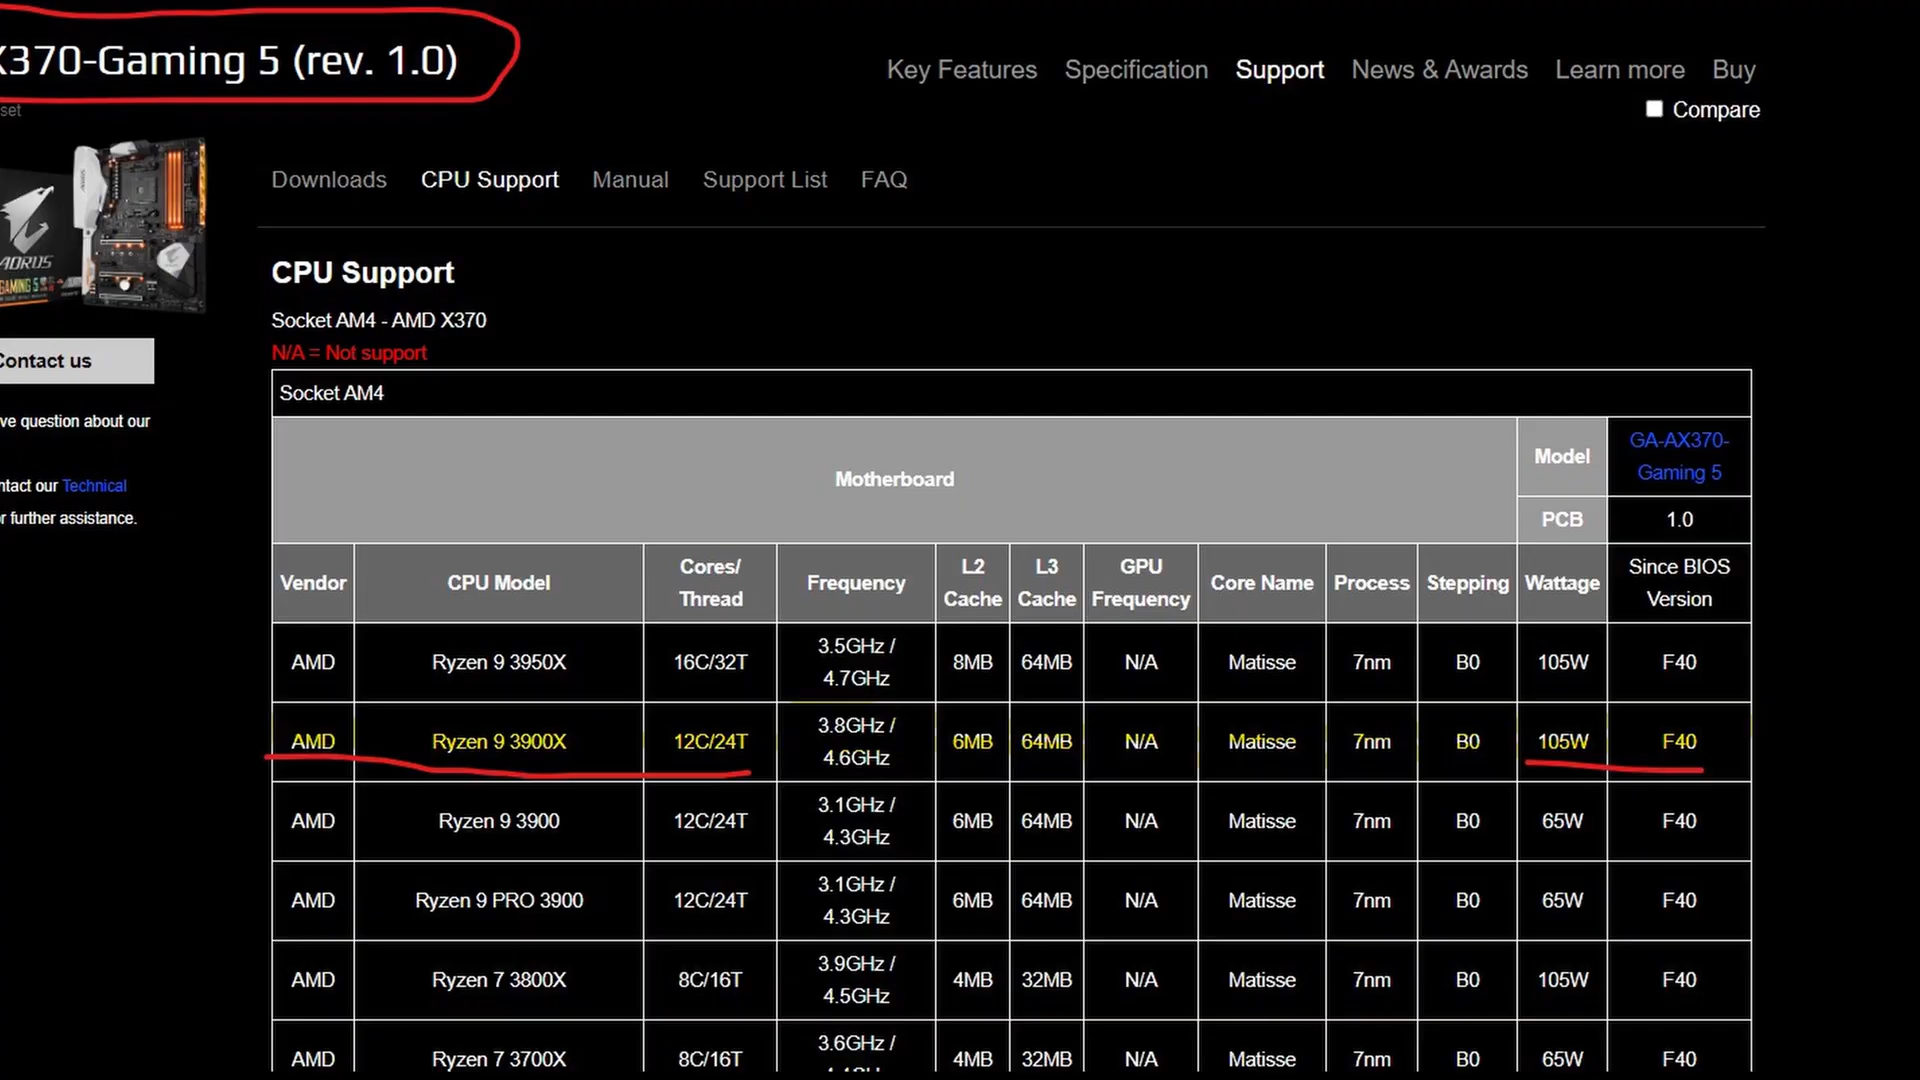 X370-Gaming 5 (rev. 1.0)
Key Features Specification Support News & Awards Learn more Buy
set
Compare
AORUS
GAMING 5
Downloads CPU Support Manual Support List FAQ
CPU Support
Socket AM4 - AMD X370
N/A = Not support
Contact us
ve question about our
ntact our Technical
r further assistance.
Socket AM4
Motherboard Model GA-AX370-
Gaming 5
PCB 1.0
Vendor CPU Model Cores/
Thread Frequency L2
Cache L3
Cache GPU
Frequency Core Name Process Stepping Wattage Since BIOS
Version
AMD Ryzen 9 3950X 16C/32T 3.5GHz /
4.7GHz 8MB 64MB N/A Matisse 7nm B0 105W F40
AMD Ryzen 9 3900X 12C/24T 3.8GHz /
4.6GHz 6MB 64MB N/A Matisse 7nm B0 105W F40
AMD Ryzen 9 3900 12C/24T 3.1GHz /
4.3GHz 6MB 64MB N/A Matisse 7nm B0 65W F40
AMD Ryzen 9 PRO 3900 12C/24T 3.1GHz /
4.3GHz 6MB 64MB N/A Matisse 7nm B0 65W F40
AMD Ryzen 7 3800X 8C/16T 3.9GHz /
4.5GHz 4MB 32MB N/A Matisse 7nm B0 105W F40
AMD Ryzen 7 3700X 8C/16T 3.6GHz /
4MB 32MB N/A Matisse 7nm B0 65W F40